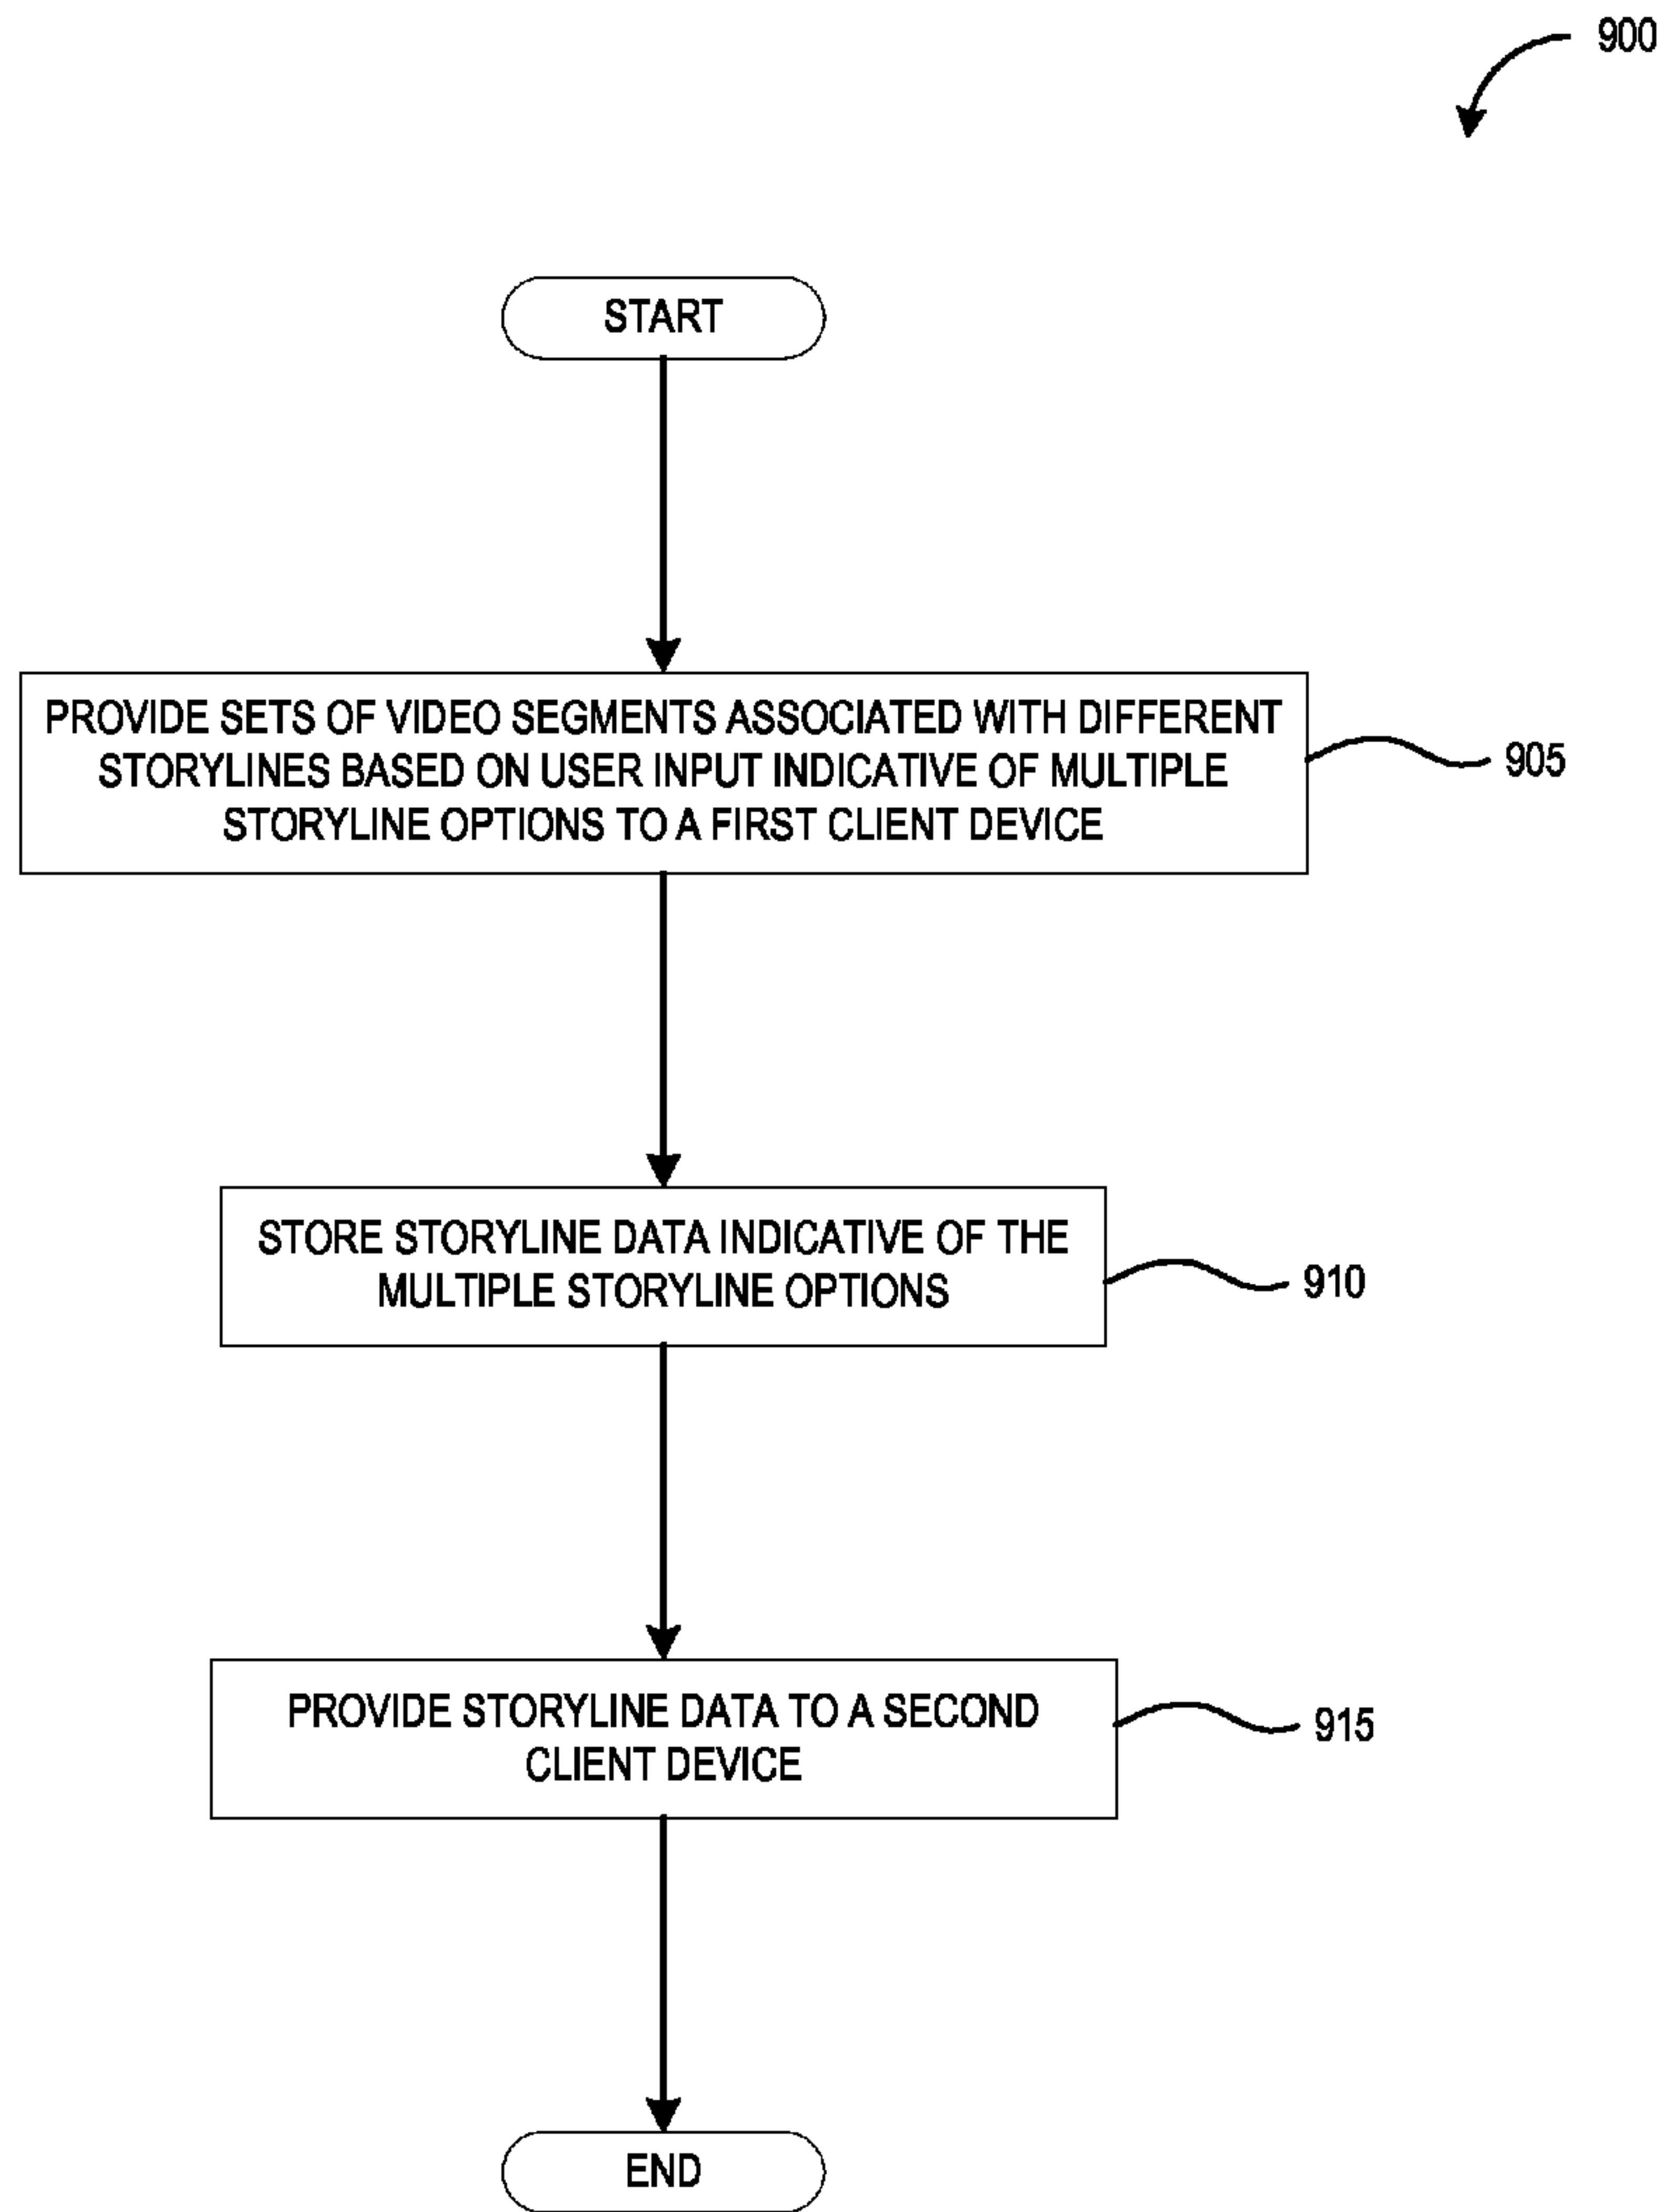 900
START
PROVIDE SETS OF VIDEO SEGMENTS ASSOCIATED WITH DIFFERENT
STORYLINES BASED ON USER INPUT INDICATIVE OF MULTIPLE
STORYLINE OPTIONS TO A FIRST CLIENT DEVICE
905
STORE STORYLINE DATA INDICATIVE OF THE
MULTIPLE STORYLINE OPTIONS
910
PROVIDE STORYLINE DATA TO A SECOND
CLIENT DEVICE
915
END